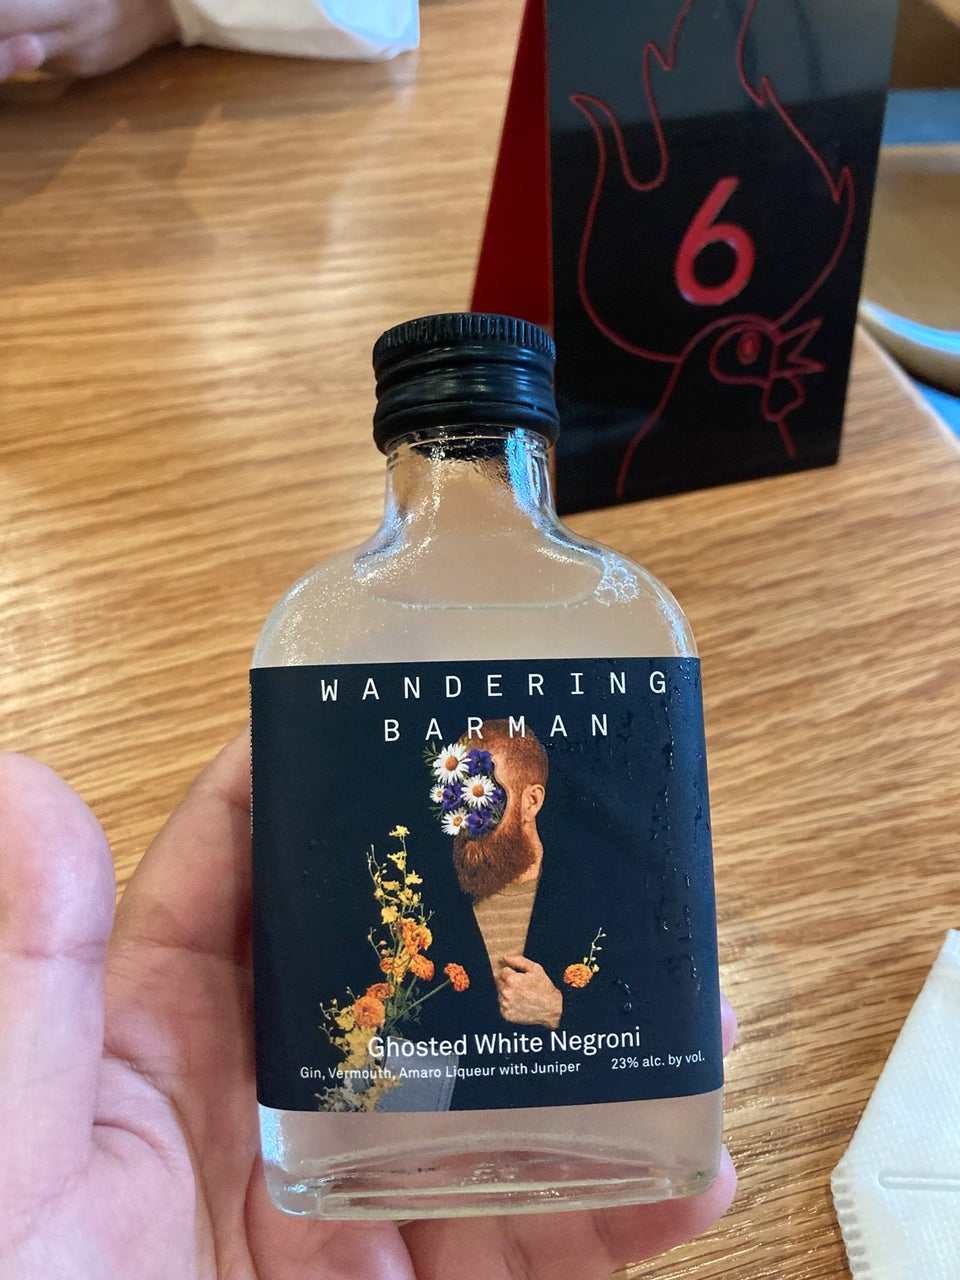 6
WANDERING
BARMAN
Ghosted White Negroni
Gin, Vermouth, Amaro Liqueur with Juniper
23% alc. by vol.